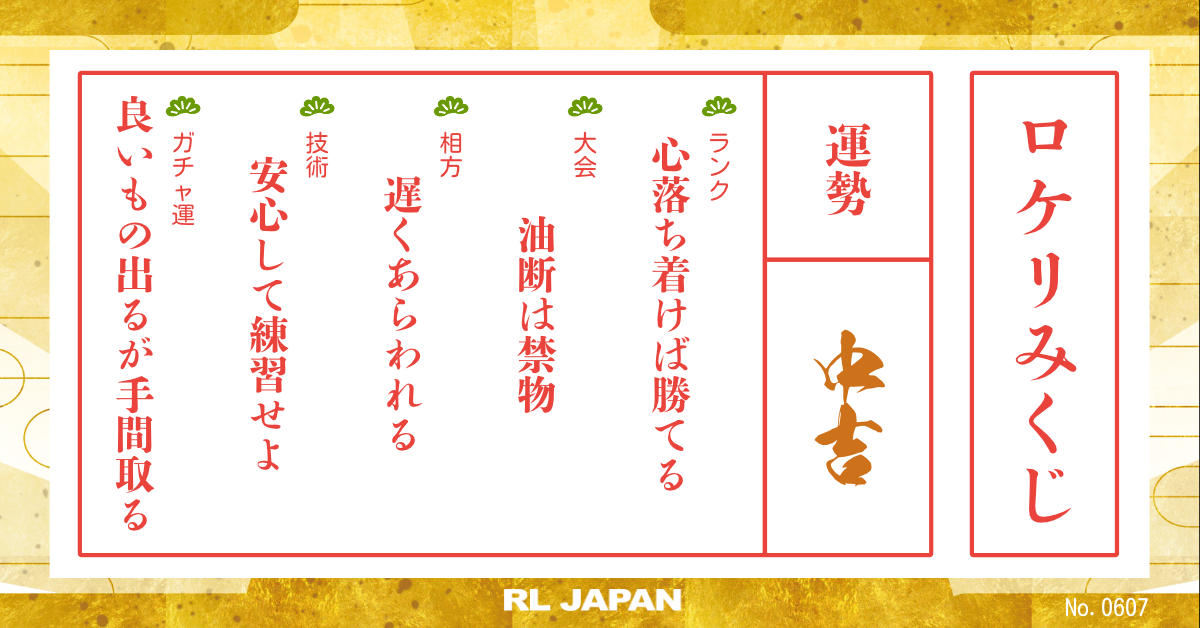 ロケリみくじ
運勢
中吉
ランク
心落ち着けば勝てる
大会
油断は禁物
相方
遅くあらわれる
技術
安心して練習せよ
ガチャ運
良いもの出るが手間取る
RL JAPAN
No. 0607